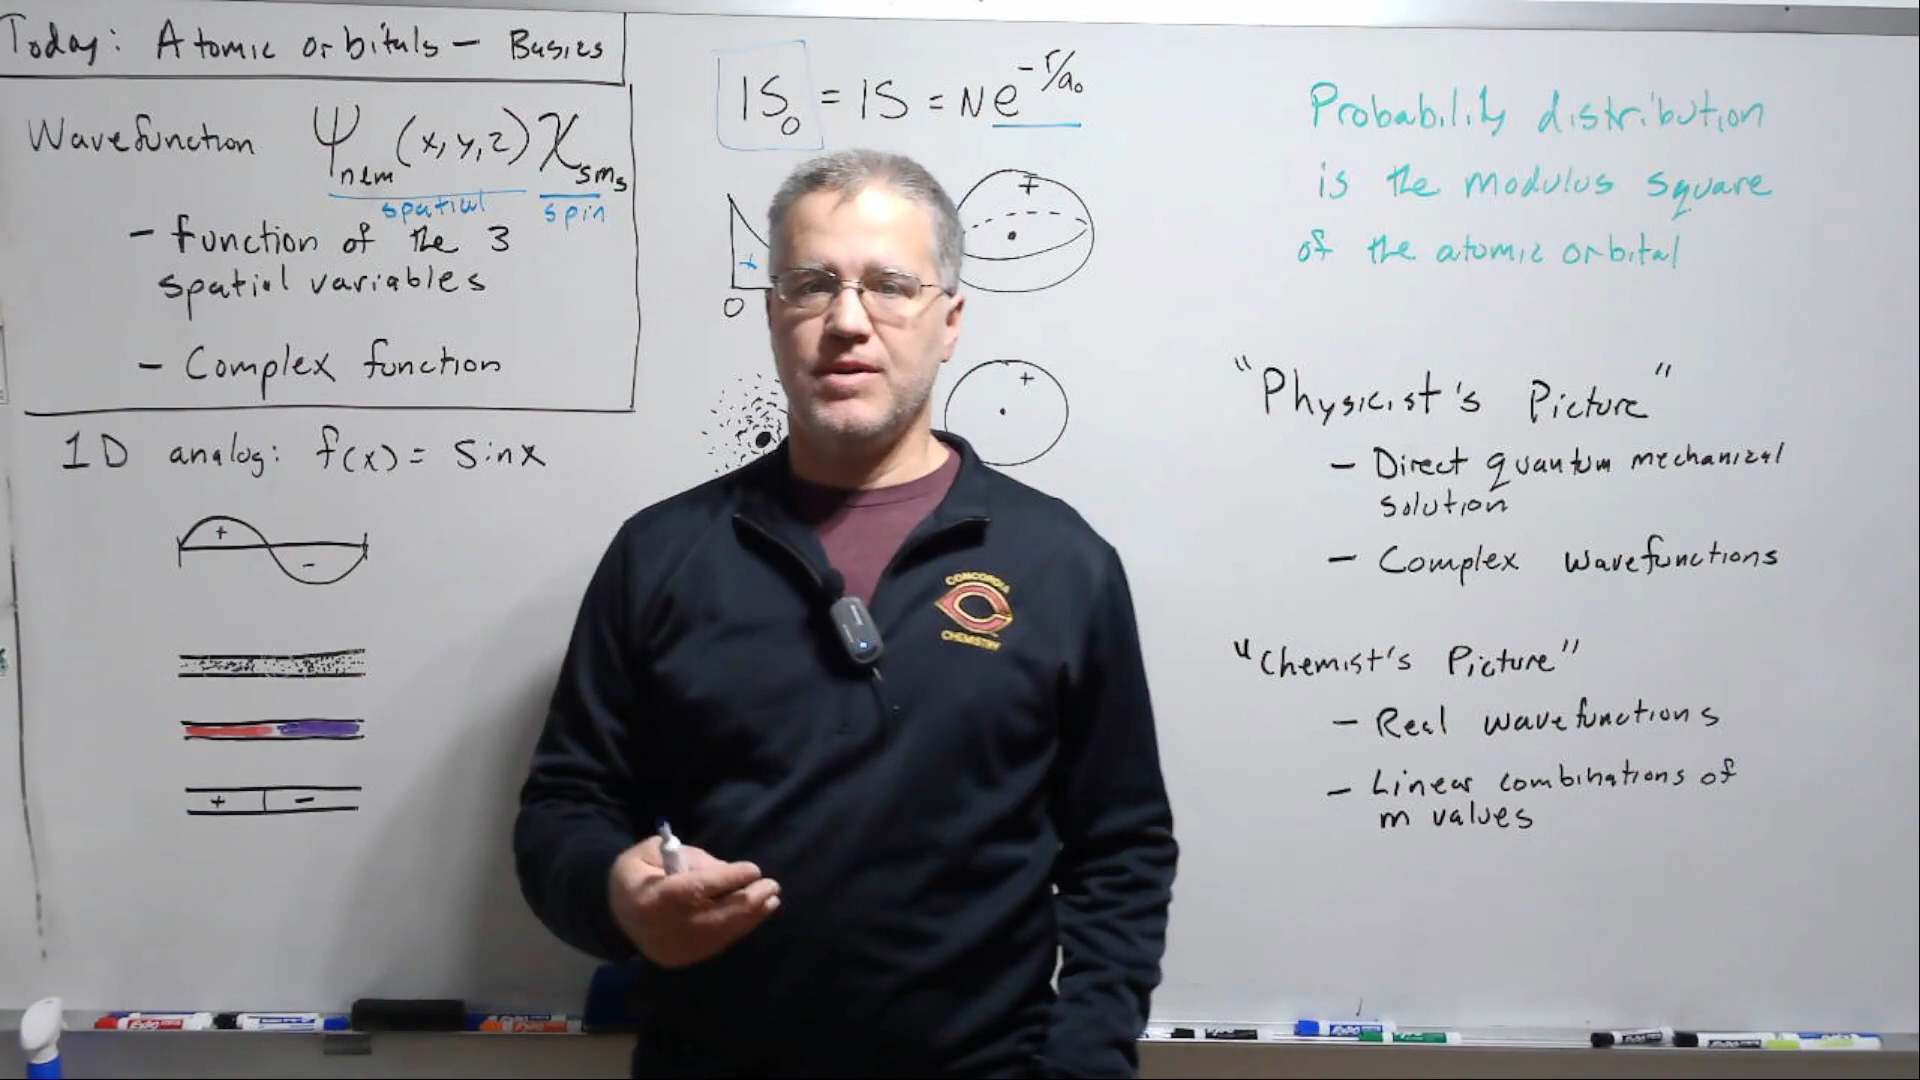 Today: Atomic orbitals – Basics
Wavefunction ψnlm (x,y,z) χsms
spatial spin
– function of the 3
spatial variables
– Complex function
1D analog: f(x) = sinx
+
–
+ –
1S0 = 1S = Ne^-r/a0
+
+
0
+
Probability distribution
is the modulus square
of the atomic orbital
"Physicist's Picture"
– Direct quantum mechanical
solution
– Complex wavefunctions
"Chemist's Picture"
– Real wavefunctions
– Linear combinations of
m values
CONCORDIA
C
CHEMISTRY
EXPO